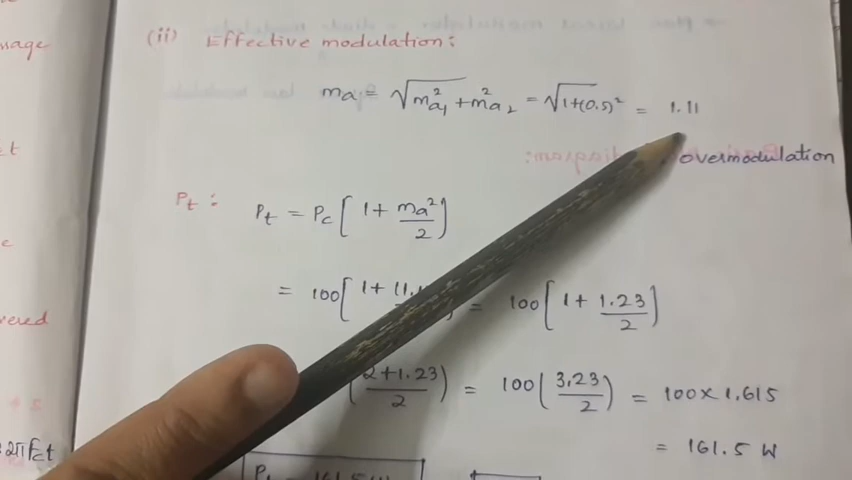 (ii) Effective modulation:
ma = √(ma₁² + ma₂²) = √(1+(0.5)²) = 1.11
overmodulation
Pt :
Pt = Pc [ 1 + ma²/2 ]
= 100 [ 1 + (1.1 = 100 [ 1 + 1.23/2 ]
(2+1.23/2) = 100 (3.23/2) = 100 × 1.615
= 161.5 W